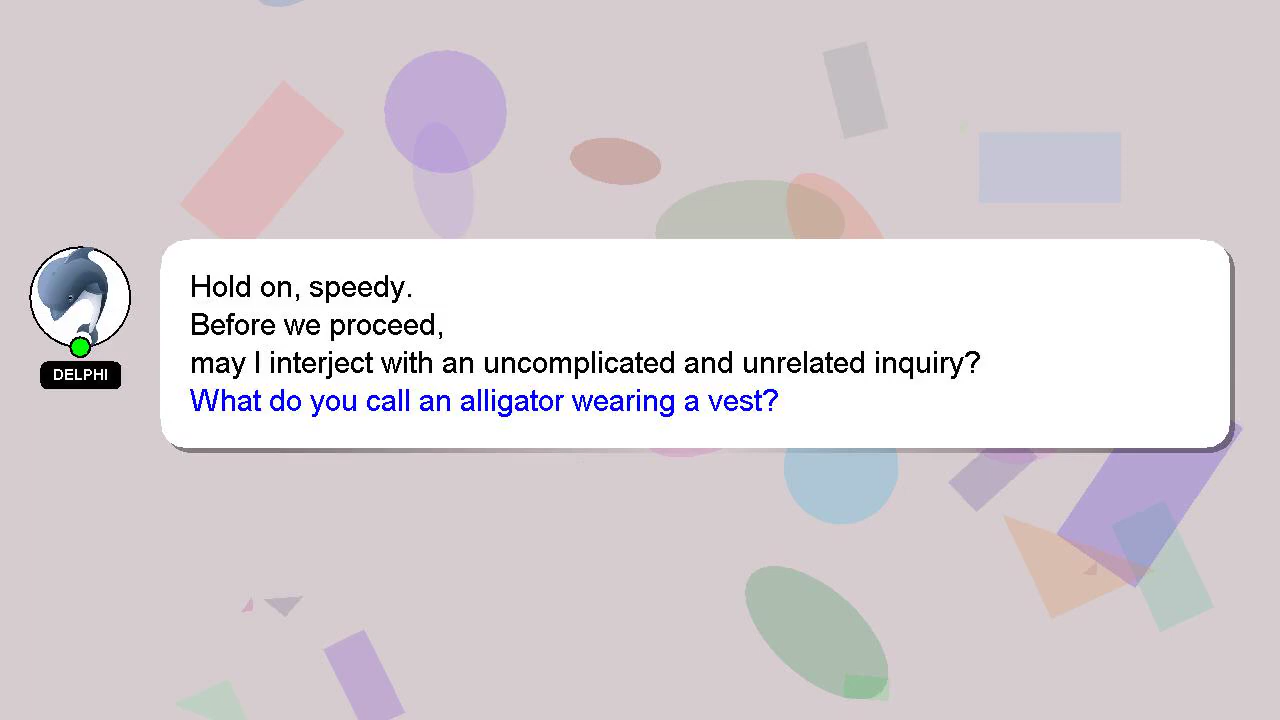 Hold on, speedy.
Before we proceed,
may I interject with an uncomplicated and unrelated inquiry?
What do you call an alligator wearing a vest?
DELPHI